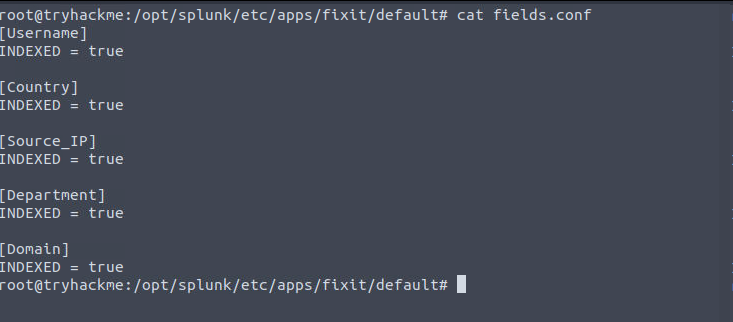 root@tryhackme:/opt/splunk/etc/apps/fixit/default# cat fields.conf
[Username]
INDEXED = true
[Country]
INDEXED = true
[Source_IP]
INDEXED = true
[Department]
INDEXED = true
[Domain]
INDEXED = true
root@tryhackme:/opt/splunk/etc/apps/fixit/default#